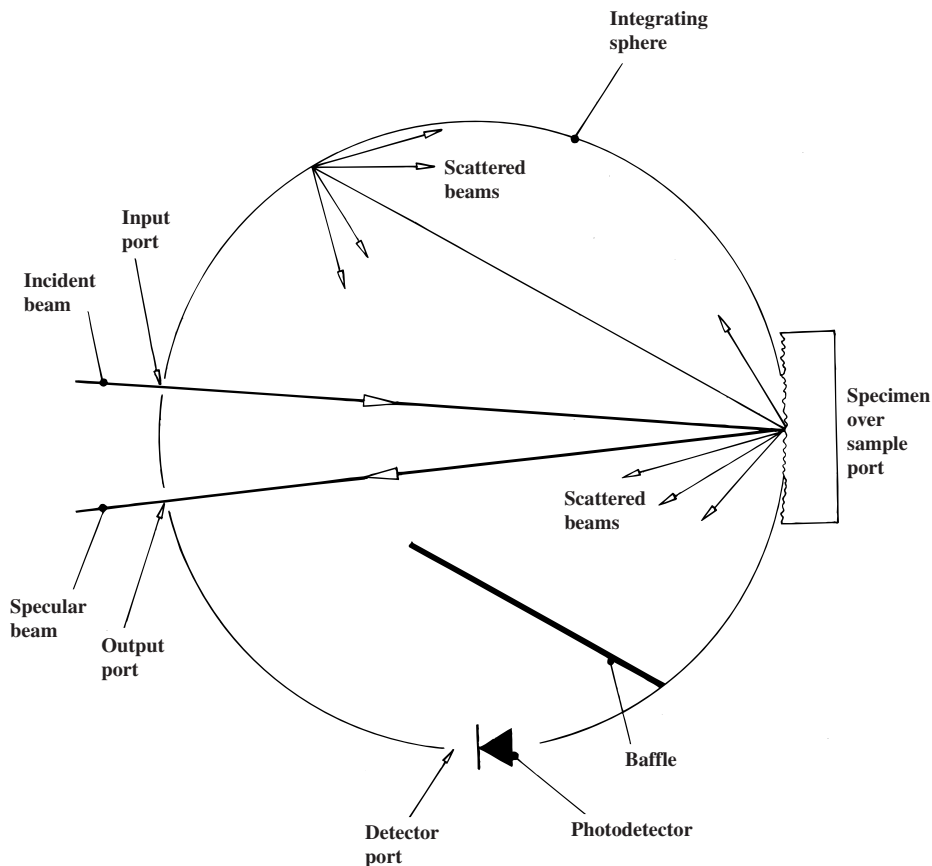 Integrating
sphere
Scattered
beams
Input
port
Incident
beam
Specimen
over
sample
port
Scattered
beams
Specular
beam
Output
port
Baffle
Photodetector
Detector
port